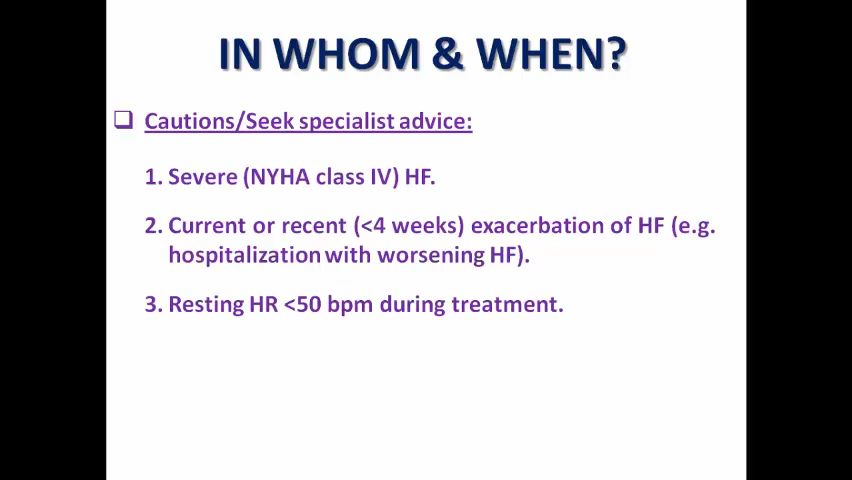 IN WHOM & WHEN?
Cautions/Seek specialist advice:
1. Severe (NYHA class IV) HF.
2. Current or recent (<4 weeks) exacerbation of HF (e.g.
hospitalization with worsening HF).
3. Resting HR <50 bpm during treatment.